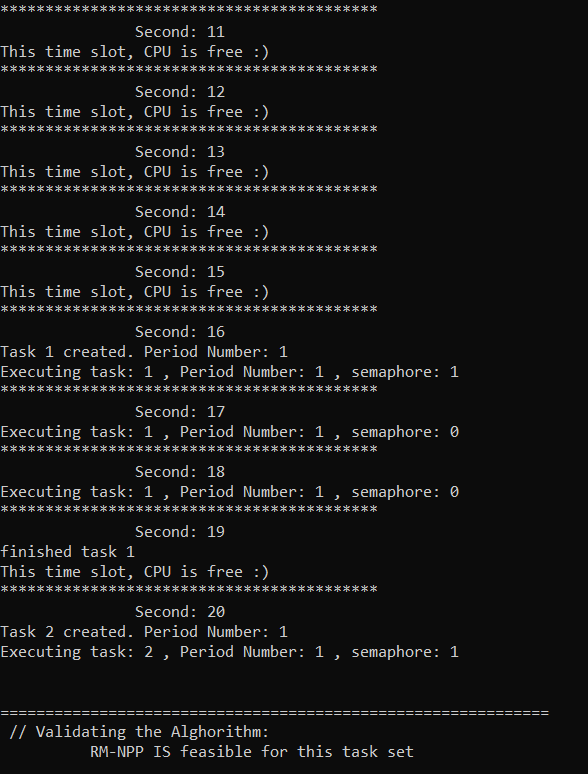 ******************************************
Second: 11
This time slot, CPU is free :)
******************************************
Second: 12
This time slot, CPU is free :)
******************************************
Second: 13
This time slot, CPU is free :)
******************************************
Second: 14
This time slot, CPU is free :)
******************************************
Second: 15
This time slot, CPU is free :)
******************************************
Second: 16
Task 1 created. Period Number: 1
Executing task: 1 , Period Number: 1 , semaphore: 1
******************************************
Second: 17
Executing task: 1 , Period Number: 1 , semaphore: 0
******************************************
Second: 18
Executing task: 1 , Period Number: 1 , semaphore: 0
******************************************
Second: 19
finished task 1
This time slot, CPU is free :)
******************************************
Second: 20
Task 2 created. Period Number: 1
Executing task: 2 , Period Number: 1 , semaphore: 1
=============================================================
// Validating the Alghorithm:
RM-NPP IS feasible for this task set